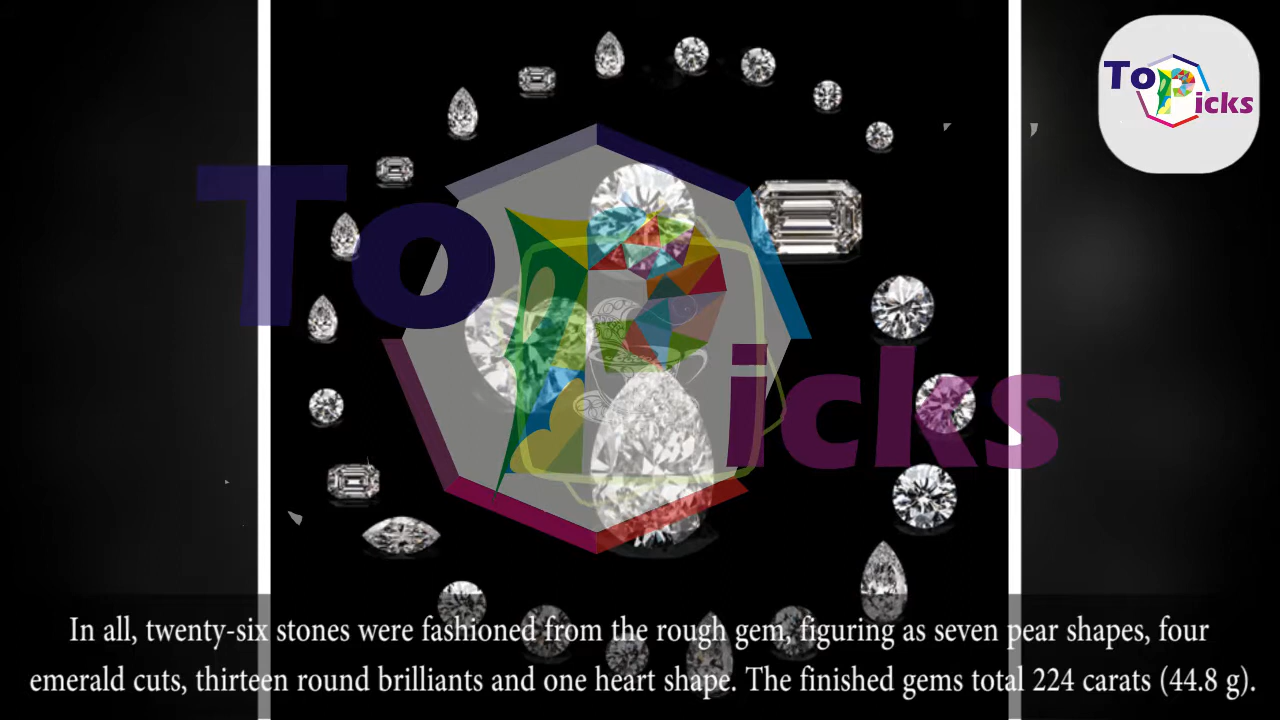 ToPicks
ToPicks
In all, twenty-six stones were fashioned from the rough gem, figuring as seven pear shapes, four
emerald cuts, thirteen round brilliants and one heart shape. The finished gems total 224 carats (44.8 g).